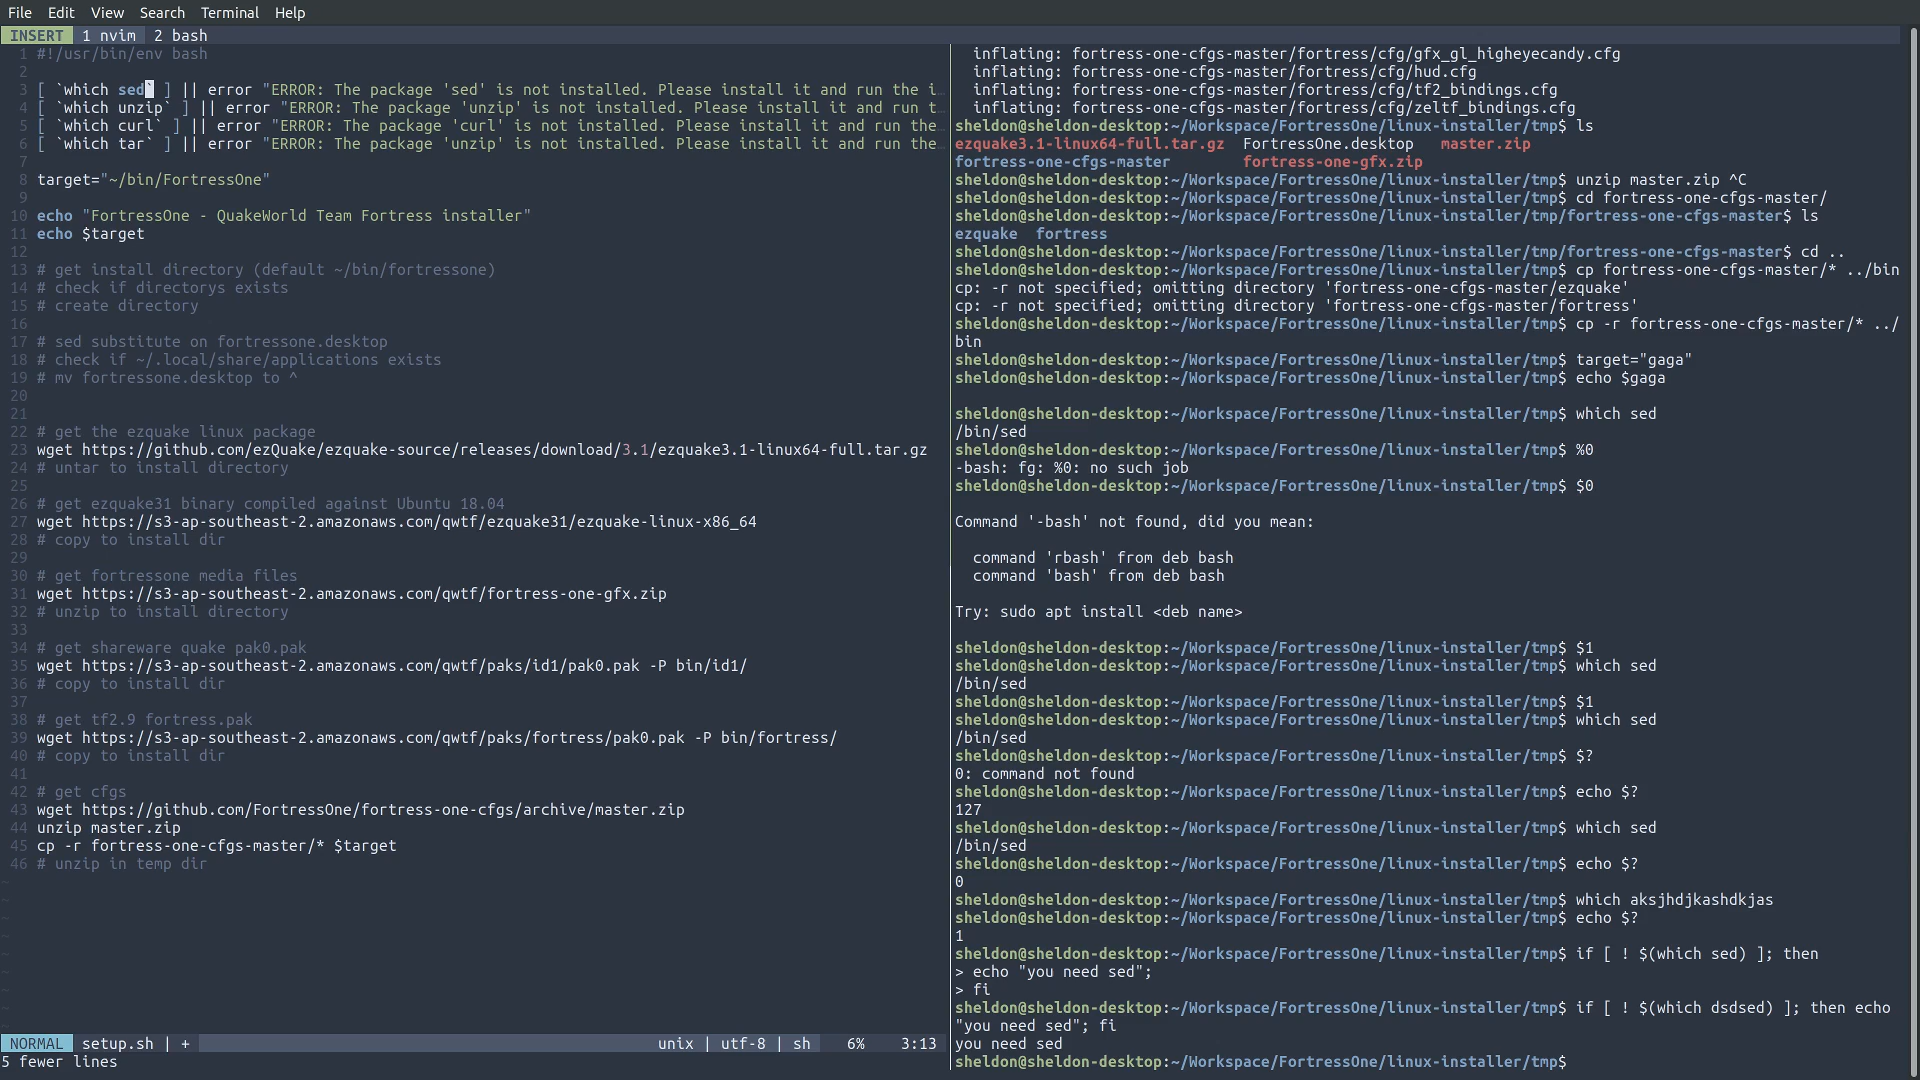 File Edit View Search Terminal Help
INSERT 1 nvim 2 bash
1 #!/usr/bin/env bash
2
3 [ `which sed` ] || error "ERROR: The package 'sed' is not installed. Please install it and run the i…
4 [ `which unzip` ] || error "ERROR: The package 'unzip' is not installed. Please install it and run t…
5 [ `which curl` ] || error "ERROR: The package 'curl' is not installed. Please install it and run the…
6 [ `which tar` ] || error "ERROR: The package 'unzip' is not installed. Please install it and run the…
7
8 target="~/bin/FortressOne"
9
10 echo "FortressOne - QuakeWorld Team Fortress installer"
11 echo $target
12
13 # get install directory (default ~/bin/fortressone)
14 # check if directorys exists
15 # create directory
16
17 # sed substitute on fortressone.desktop
18 # check if ~/.local/share/applications exists
19 # mv fortressone.desktop to ^
20
21
22 # get the ezquake linux package
23 wget https://github.com/ezQuake/ezquake-source/releases/download/3.1/ezquake3.1-linux64-full.tar.gz
24 # untar to install directory
25
26 # get ezquake31 binary compiled against Ubuntu 18.04
27 wget https://s3-ap-southeast-2.amazonaws.com/qwtf/ezquake31/ezquake-linux-x86_64
28 # copy to install dir
29
30 # get fortressone media files
31 wget https://s3-ap-southeast-2.amazonaws.com/qwtf/fortress-one-gfx.zip
32 # unzip to install directory
33
34 # get shareware quake pak0.pak
35 wget https://s3-ap-southeast-2.amazonaws.com/qwtf/paks/id1/pak0.pak -P bin/id1/
36 # copy to install dir
37
38 # get tf2.9 fortress.pak
39 wget https://s3-ap-southeast-2.amazonaws.com/qwtf/paks/fortress/pak0.pak -P bin/fortress/
40 # copy to install dir
41
42 # get cfgs
43 wget https://github.com/FortressOne/fortress-one-cfgs/archive/master.zip
44 unzip master.zip
45 cp -r fortress-one-cfgs-master/* $target
46 # unzip in temp dir
~
~
~
~
~
~
~
~
~
NORMAL setup.sh | + unix | utf-8 | sh 6% 3:13
5 fewer lines
inflating: fortress-one-cfgs-master/fortress/cfg/gfx_gl_higheyecandy.cfg
inflating: fortress-one-cfgs-master/fortress/cfg/hud.cfg
inflating: fortress-one-cfgs-master/fortress/cfg/tf2_bindings.cfg
inflating: fortress-one-cfgs-master/fortress/cfg/zeltf_bindings.cfg
sheldon@sheldon-desktop:~/Workspace/FortressOne/linux-installer/tmp$ ls
ezquake3.1-linux64-full.tar.gz FortressOne.desktop master.zip
fortress-one-cfgs-master fortress-one-gfx.zip
sheldon@sheldon-desktop:~/Workspace/FortressOne/linux-installer/tmp$ unzip master.zip ^C
sheldon@sheldon-desktop:~/Workspace/FortressOne/linux-installer/tmp$ cd fortress-one-cfgs-master/
sheldon@sheldon-desktop:~/Workspace/FortressOne/linux-installer/tmp/fortress-one-cfgs-master$ ls
ezquake fortress
sheldon@sheldon-desktop:~/Workspace/FortressOne/linux-installer/tmp/fortress-one-cfgs-master$ cd ..
sheldon@sheldon-desktop:~/Workspace/FortressOne/linux-installer/tmp$ cp fortress-one-cfgs-master/* ../bin
cp: -r not specified; omitting directory 'fortress-one-cfgs-master/ezquake'
cp: -r not specified; omitting directory 'fortress-one-cfgs-master/fortress'
sheldon@sheldon-desktop:~/Workspace/FortressOne/linux-installer/tmp$ cp -r fortress-one-cfgs-master/* ../
bin
sheldon@sheldon-desktop:~/Workspace/FortressOne/linux-installer/tmp$ target="gaga"
sheldon@sheldon-desktop:~/Workspace/FortressOne/linux-installer/tmp$ echo $gaga

sheldon@sheldon-desktop:~/Workspace/FortressOne/linux-installer/tmp$ which sed
/bin/sed
sheldon@sheldon-desktop:~/Workspace/FortressOne/linux-installer/tmp$ %0
-bash: fg: %0: no such job
sheldon@sheldon-desktop:~/Workspace/FortressOne/linux-installer/tmp$ $0

Command '-bash' not found, did you mean:

command 'rbash' from deb bash
command 'bash' from deb bash

Try: sudo apt install <deb name>

sheldon@sheldon-desktop:~/Workspace/FortressOne/linux-installer/tmp$ $1
sheldon@sheldon-desktop:~/Workspace/FortressOne/linux-installer/tmp$ which sed
/bin/sed
sheldon@sheldon-desktop:~/Workspace/FortressOne/linux-installer/tmp$ $1
sheldon@sheldon-desktop:~/Workspace/FortressOne/linux-installer/tmp$ which sed
/bin/sed
sheldon@sheldon-desktop:~/Workspace/FortressOne/linux-installer/tmp$ $?
0: command not found
sheldon@sheldon-desktop:~/Workspace/FortressOne/linux-installer/tmp$ echo $?
127
sheldon@sheldon-desktop:~/Workspace/FortressOne/linux-installer/tmp$ which sed
/bin/sed
sheldon@sheldon-desktop:~/Workspace/FortressOne/linux-installer/tmp$ echo $?
0
sheldon@sheldon-desktop:~/Workspace/FortressOne/linux-installer/tmp$ which aksjhdjkashdkjas
sheldon@sheldon-desktop:~/Workspace/FortressOne/linux-installer/tmp$ echo $?
1
sheldon@sheldon-desktop:~/Workspace/FortressOne/linux-installer/tmp$ if [ ! $(which sed) ]; then
> echo "you need sed";
> fi
sheldon@sheldon-desktop:~/Workspace/FortressOne/linux-installer/tmp$ if [ ! $(which dsdsed) ]; then echo
"you need sed"; fi
you need sed
sheldon@sheldon-desktop:~/Workspace/FortressOne/linux-installer/tmp$